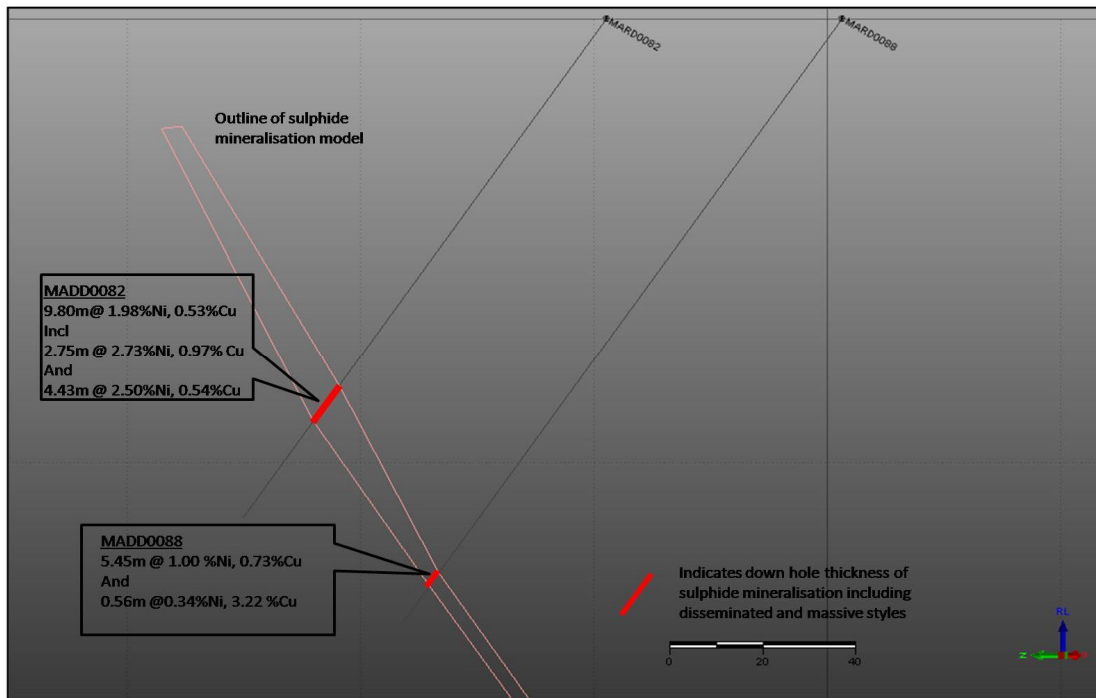 MARD0082
MARD0088
Outline of sulphide
mineralisation model
MADD0082
9.80m@ 1.98%Ni, 0.53%Cu
Incl
2.75m @ 2.73%Ni, 0.97% Cu
And
4.43m @ 2.50%Ni, 0.54%Cu
MADD0088
5.45m @ 1.00 %Ni, 0.73%Cu
And
0.56m @0.34%Ni, 3.22 %Cu
Indicates down hole thickness of
sulphide mineralisation including
disseminated and massive styles
0 20 40
RL